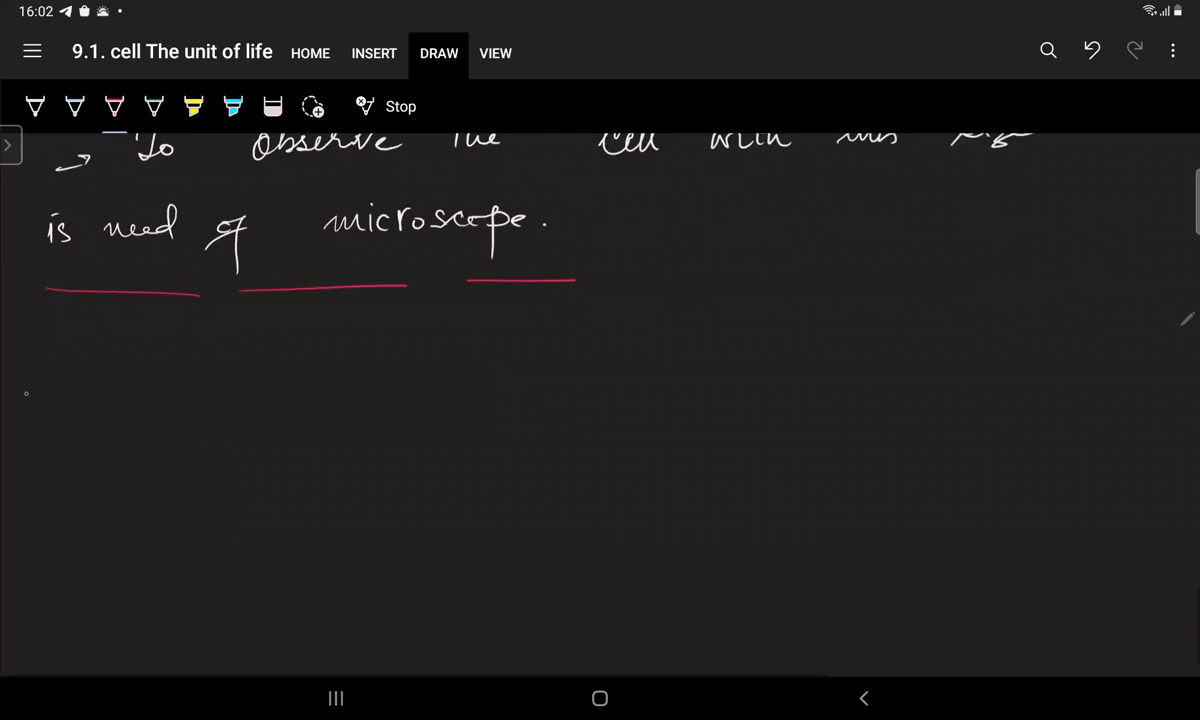 16:02
9.1. cell The unit of life HOME INSERT DRAW VIEW
Stop
→ To observe the cell with this
is need of microscope.